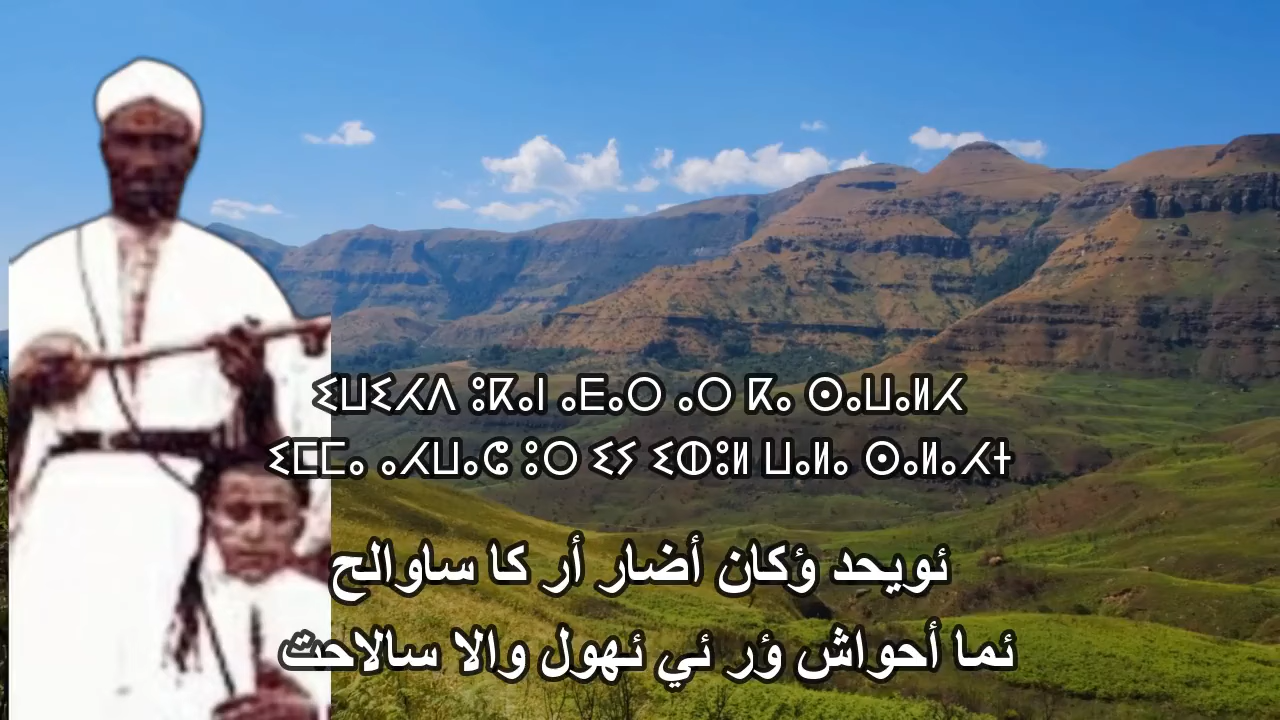 ⵉⵡⵉⵃⴷ ⵓⴽⴰⵏ ⴰⴹⴰⵔ ⴰⵔ ⴽⴰ ⵙⴰⵡⴰⵍⵃ
ⵉⵎⵎⴰ ⴰⵃⵡⴰⵛ ⵓⵔ ⵉⵢ ⵉⵀⵓⵍ ⵡⴰⵍⴰ ⵙⴰⵍⴰⵃⵜ
ئويحد ؤكان أضار أر كا ساوالح
ئما أحواش ؤر ئي ئهول والا سالاحت